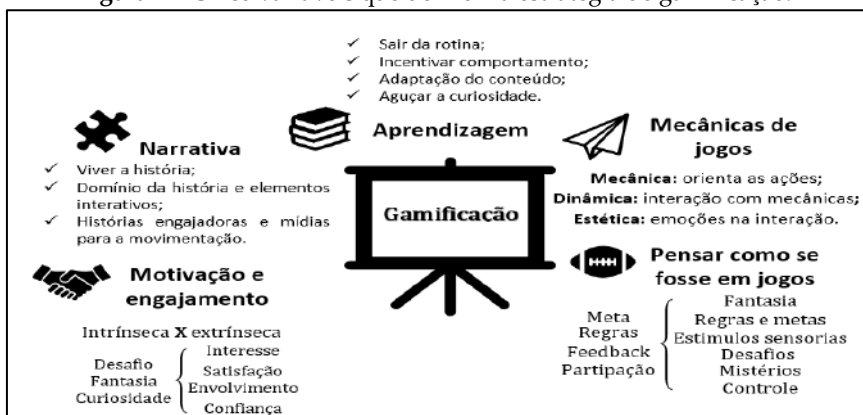 Sair da rotina;
Incentivar comportamento;
Adaptação do conteúdo;
Aguçar a curiosidade.
Aprendizagem
Narrativa
Viver a história;
Domínio da história e elementos
interativos;
Histórias engajadoras e mídias
para a movimentação.
Mecânicas de
jogos
Mecânica: orienta as ações;
Dinâmica: interação com mecânicas;
Estética: emoções na interação.
Gamificação
Motivação e
engajamento
Intrínseca X extrínseca
Desafio
Fantasia
Curiosidade
Interesse
Satisfação
Envolvimento
Confiança
Pensar como se
fosse em jogos
Meta
Regras
Feedback
Partipação
Fantasia
Regras e metas
Estimulos sensorias
Desafios
Mistérios
Controle